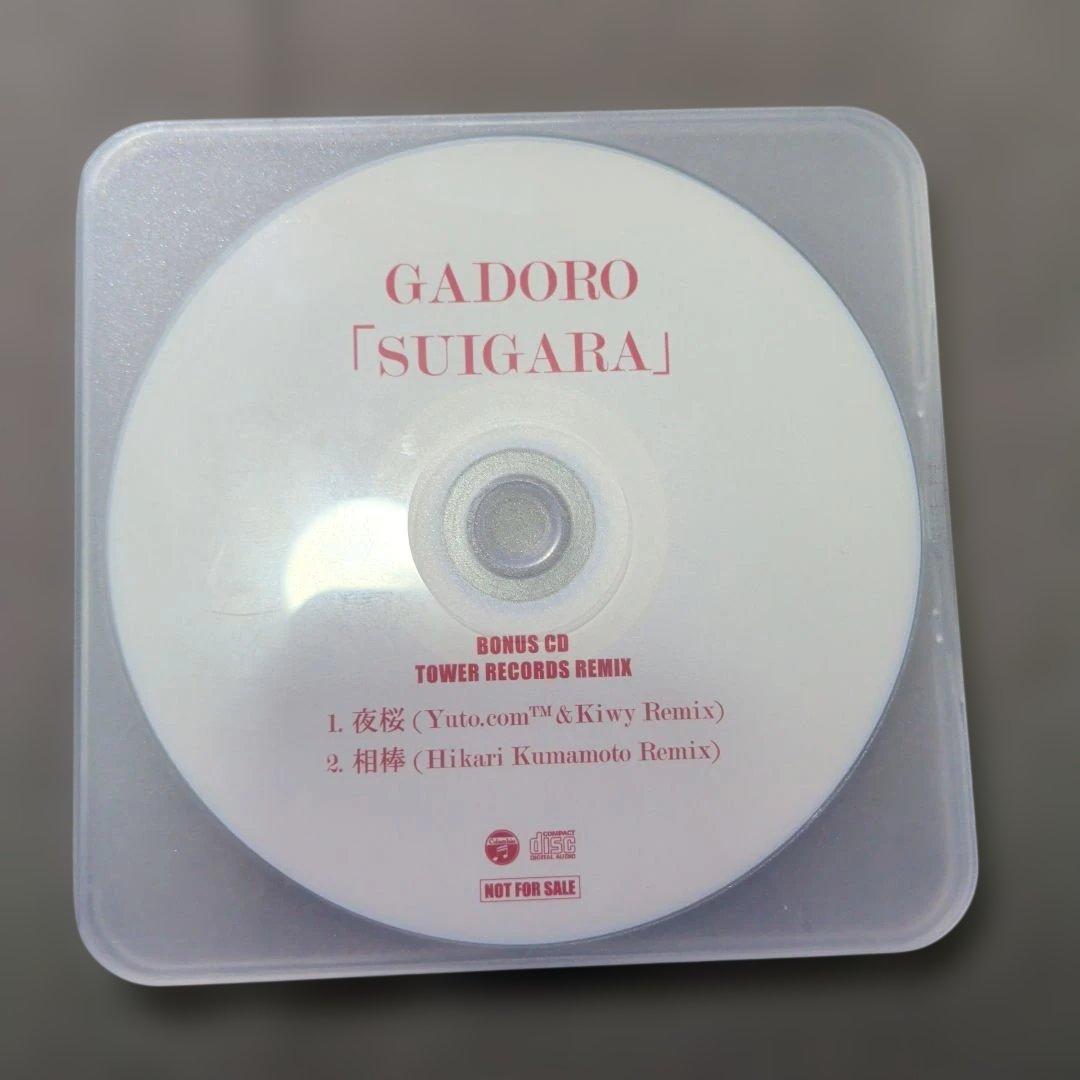 GADORO
「SUIGARA」
BONUS CD
TOWER RECORDS REMIX
1. 夜桜 (Yuto.com™&Kiwy Remix)
2. 相棒 (Hikari Kumamoto Remix)
Columbia
COMPACT
disc
DIGITAL AUDIO
NOT FOR SALE